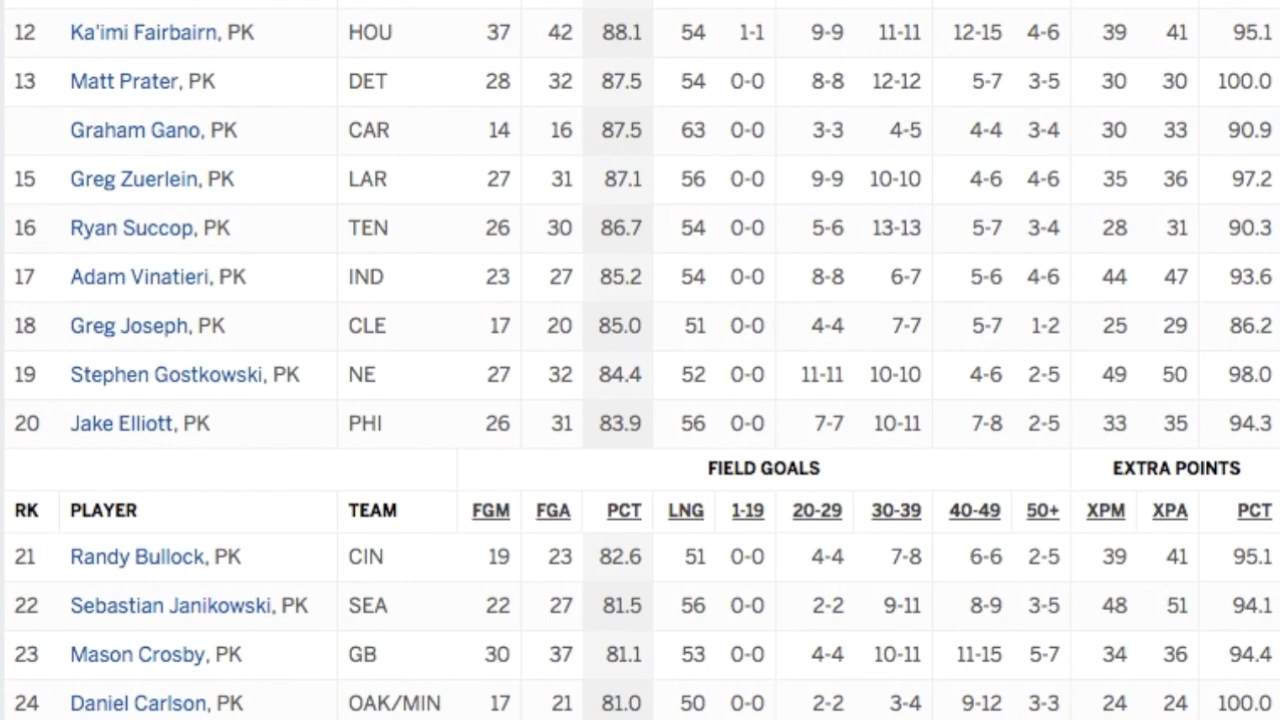 12 Ka'imi Fairbairn, PK HOU 37 42 88.1 54 1-1 9-9 11-11 12-15 4-6 39 41 95.1
13 Matt Prater, PK DET 28 32 87.5 54 0-0 8-8 12-12 5-7 3-5 30 30 100.0
Graham Gano, PK CAR 14 16 87.5 63 0-0 3-3 4-5 4-4 3-4 30 33 90.9
15 Greg Zuerlein, PK LAR 27 31 87.1 56 0-0 9-9 10-10 4-6 4-6 35 36 97.2
16 Ryan Succop, PK TEN 26 30 86.7 54 0-0 5-6 13-13 5-7 3-4 28 31 90.3
17 Adam Vinatieri, PK IND 23 27 85.2 54 0-0 8-8 6-7 5-6 4-6 44 47 93.6
18 Greg Joseph, PK CLE 17 20 85.0 51 0-0 4-4 7-7 5-7 1-2 25 29 86.2
19 Stephen Gostkowski, PK NE 27 32 84.4 52 0-0 11-11 10-10 4-6 2-5 49 50 98.0
20 Jake Elliott, PK PHI 26 31 83.9 56 0-0 7-7 10-11 7-8 2-5 33 35 94.3
FIELD GOALS EXTRA POINTS
RK PLAYER TEAM FGM FGA PCT LNG 1-19 20-29 30-39 40-49 50+ XPM XPA PCT
21 Randy Bullock, PK CIN 19 23 82.6 51 0-0 4-4 7-8 6-6 2-5 39 41 95.1
22 Sebastian Janikowski, PK SEA 22 27 81.5 56 0-0 2-2 9-11 8-9 3-5 48 51 94.1
23 Mason Crosby, PK GB 30 37 81.1 53 0-0 4-4 10-11 11-15 5-7 34 36 94.4
24 Daniel Carlson, PK OAK/MIN 17 21 81.0 50 0-0 2-2 3-4 9-12 3-3 24 24 100.0